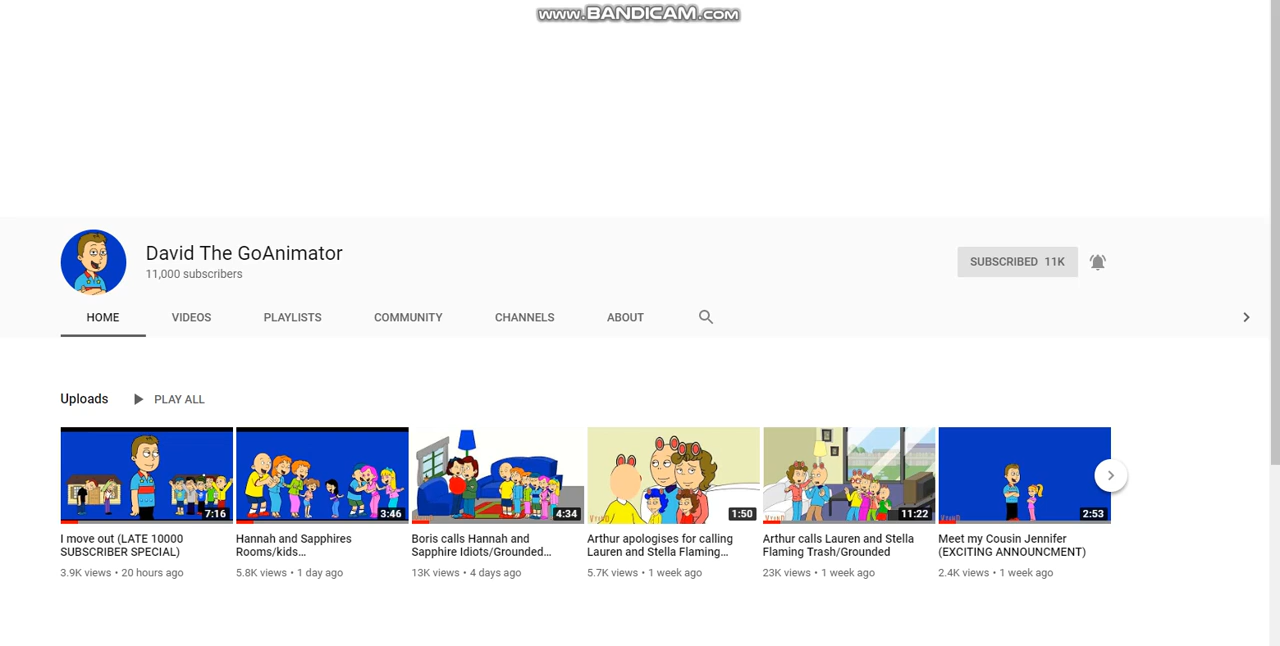 www.BANDICAM.com
David The GoAnimator
11,000 subscribers
SUBSCRIBED 11K
HOME VIDEOS PLAYLISTS COMMUNITY CHANNELS ABOUT
Uploads PLAY ALL
7:16
3:46
4:34
1:50
11:22
2:53
I move out (LATE 10000
SUBSCRIBER SPECIAL)
3.9K views • 20 hours ago
Hannah and Sapphires
Rooms/kids...
5.8K views • 1 day ago
Boris calls Hannah and
Sapphire Idiots/Grounded...
13K views • 4 days ago
Arthur apologises for calling
Lauren and Stella Flaming...
5.7K views • 1 week ago
Arthur calls Lauren and Stella
Flaming Trash/Grounded
23K views • 1 week ago
Meet my Cousin Jennifer
(EXCITING ANNOUNCMENT)
2.4K views • 1 week ago